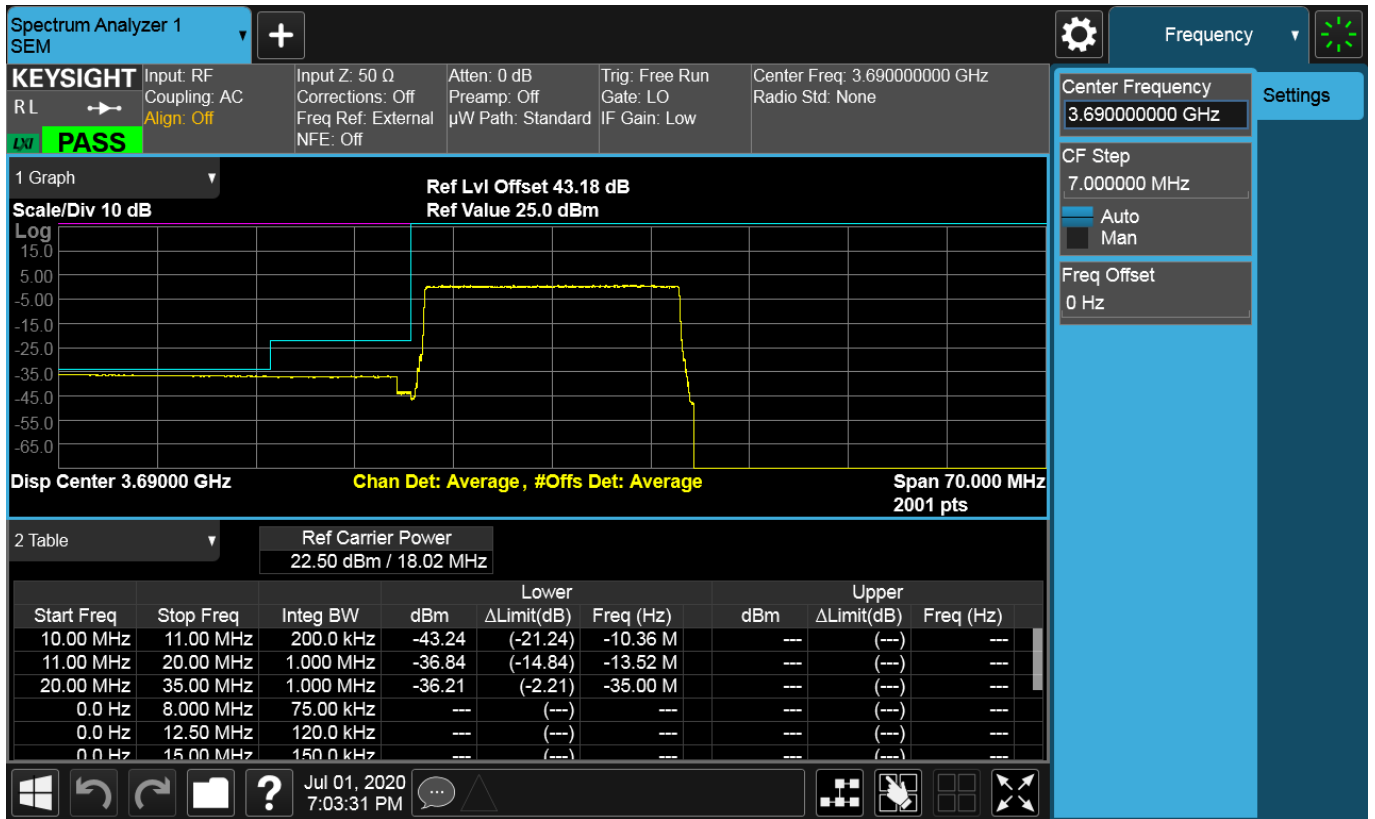 Spectrum Analyzer 1
SEM
Frequency
KEYSIGHT
R L
LXI
PASS
Input: RF
Coupling: AC
Align: Off
Input Z: 50 Ω
Corrections: Off
Freq Ref: External
NFE: Off
Atten: 0 dB
Preamp: Off
µW Path: Standard
Trig: Free Run
Gate: LO
IF Gain: Low
Center Freq: 3.690000000 GHz
Radio Std: None
Center Frequency
3.690000000 GHz
Settings
CF Step
7.000000 MHz
Auto
Man
Freq Offset
0 Hz
1 Graph
Ref Lvl Offset 43.18 dB
Scale/Div 10 dB
Ref Value 25.0 dBm
Log
15.0
5.00
-5.00
-15.0
-25.0
-35.0
-45.0
-55.0
-65.0
Disp Center 3.69000 GHz
Chan Det: Average , #Offs Det: Average
Span 70.000 MHz
2001 pts
2 Table
Ref Carrier Power
22.50 dBm / 18.02 MHz
Lower Upper
Start Freq Stop Freq Integ BW dBm ΔLimit(dB) Freq (Hz) dBm ΔLimit(dB) Freq (Hz)
10.00 MHz 11.00 MHz 200.0 kHz -43.24 (-21.24) -10.36 M --- (---) ---
11.00 MHz 20.00 MHz 1.000 MHz -36.84 (-14.84) -13.52 M --- (---) ---
20.00 MHz 35.00 MHz 1.000 MHz -36.21 (-2.21) -35.00 M --- (---) ---
0.0 Hz 8.000 MHz 75.00 kHz --- (---) --- --- (---) ---
0.0 Hz 12.50 MHz 120.0 kHz --- (---) --- --- (---) ---
0.0 Hz 15.00 MHz 150.0 kHz --- (---) --- --- (---) ---
Jul 01, 2020
7:03:31 PM